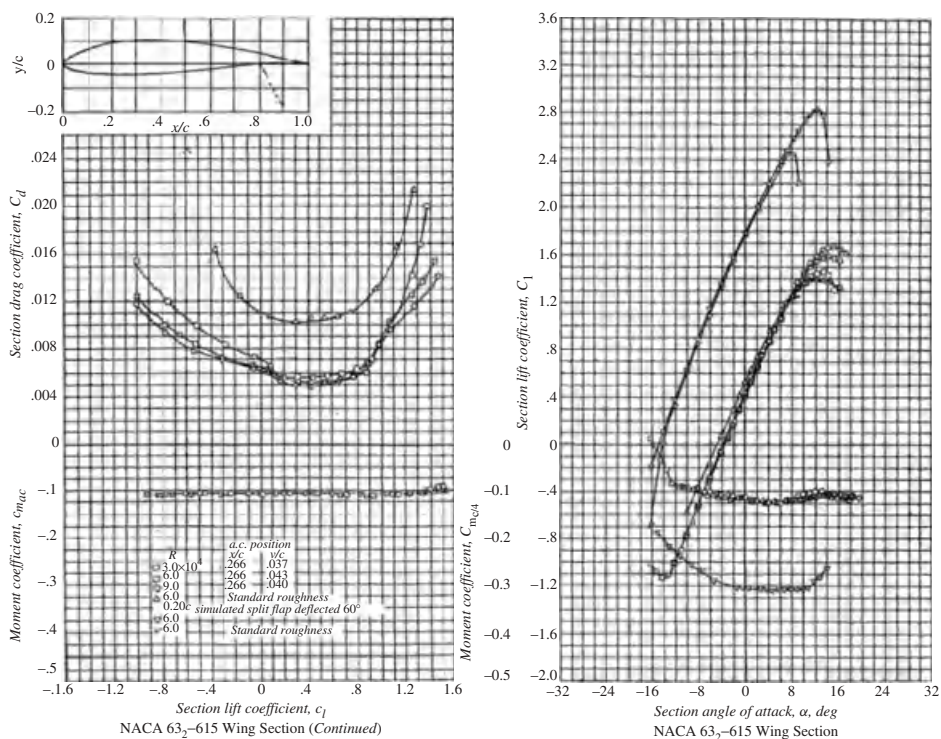 0.2
0
−0.2
y/c
0 .2 .4 .6 .8 1.0
x/c
.024
.020
.016
.012
.008
.004
0
Section drag coefficient, C_d
−.1
−.2
−.3
−.4
−.5
Moment coefficient, c_mac
R
a.c. position
x/c y/c
3.0×10⁴ .266 .037
6.0 .266 .043
9.0 .266 .040
6.0 Standard roughness
0.20c simulated split flap deflected 60°
6.0
6.0 Standard roughness
−1.6 −1.2 −.8 −.4 0 .4 .8 1.2 1.6
Section lift coefficient, c_l
NACA 63₂−615 Wing Section (Continued)
3.6
3.2
2.8
2.4
2.0
1.6
1.2
.8
.4
0 0
−0.1 −.4
−0.2 −.8
−0.3 −1.2
−0.4 −1.6
−0.5 −2.0
Section lift coefficient, C_1
Moment coefficient, C_mc/4
−32 −24 −16 −8 0 8 16 24 32
Section angle of attack, α, deg
NACA 63₂−615 Wing Section